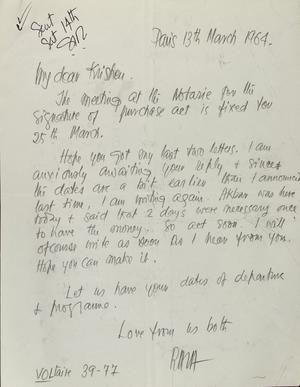 Sent
Sat 14th
SHR
Paris 13th March 1964.
My dear Krishen.
The meeting at the Notaire for the
signature of purchase act is fixed for
25th March.
Hope you got my last two letters. I am
anxiously awaiting your reply & since
the dates are a bit earlier than I announced
last time, I am writing again. Akbar was here
today & said that 2 days were necessary once
to have the money. So act soon. I will
ofcourse write as soon as I hear from you.
Hope you can make it.
Let us have your dates of departure
& programme.
Love from us both
RAZA
VOLtaire 39-77